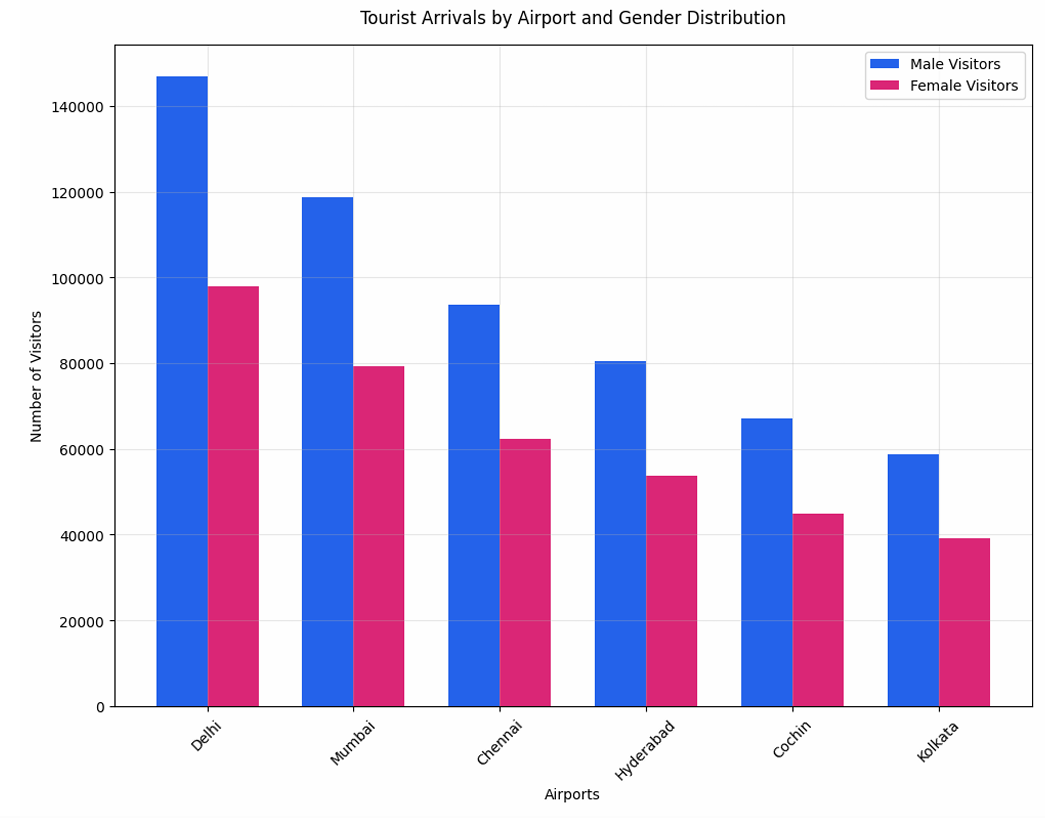 Tourist Arrivals by Airport and Gender Distribution
Male Visitors
Female Visitors
Number of Visitors
140000
120000
100000
80000
60000
40000
20000
0
Delhi
Mumbai
Chennai
Hyderabad
Cochin
Kolkata
Airports